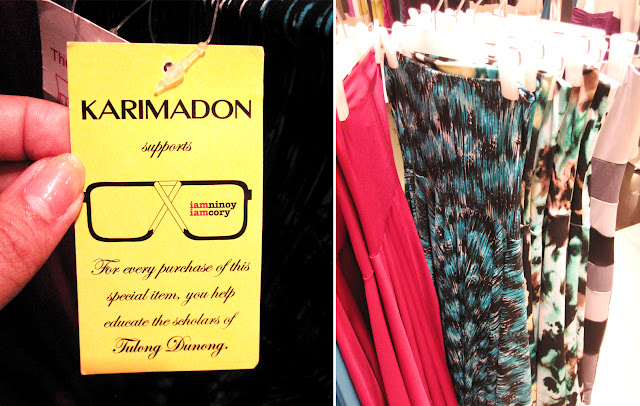 Th
KARIMADON
supports
iamninoy
iamcory
For every purchase of this
special item, you help
educate the scholars of
Tulong Dunong.